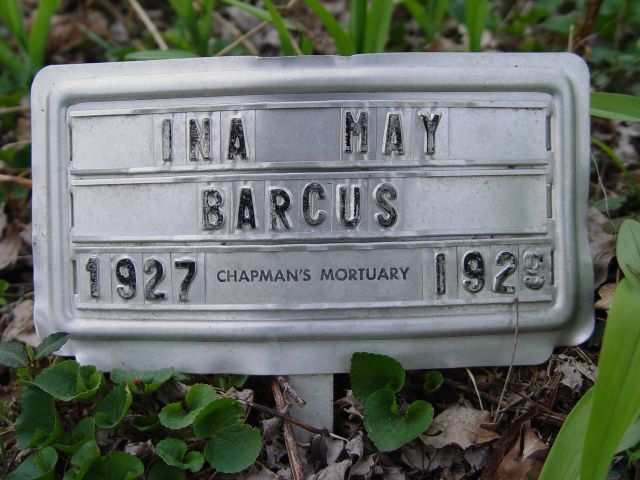 INA MAY
BARCUS
1927 CHAPMAN'S MORTUARY 1929